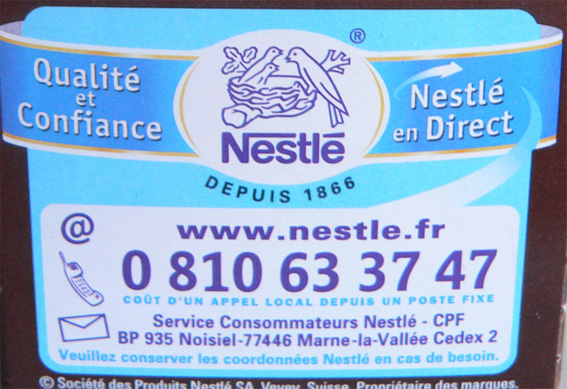 ®
Qualité
et
Confiance
Nestlé
Nestlé
en Direct
DEPUIS 1866
@ www.nestle.fr
0 810 63 37 47
COÛT D'UN APPEL LOCAL DEPUIS UN POSTE FIXE
Service Consommateurs Nestlé - CPF
BP 935 Noisiel-77446 Marne-la-Vallée Cedex 2
Veuillez conserver les coordonnées Nestlé en cas de besoin.
© Société des Produits Nestlé SA, Vevey, Suisse, Propriétaire des marques.